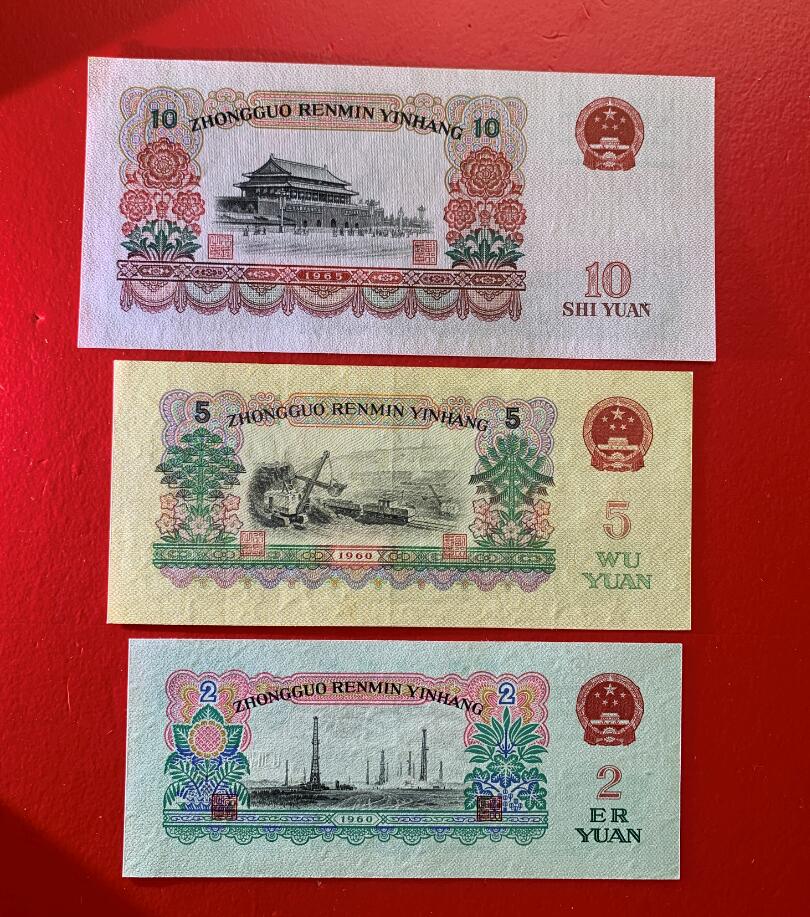 10 ZHONGGUO RENMIN YINHANG 10
1965
10
SHI YUAN
5 ZHONGGUO RENMIN YINHANG 5
1960
5
WU
YUAN
2 ZHONGGUO RENMIN YINHANG 2
1960
2
ER
YUAN